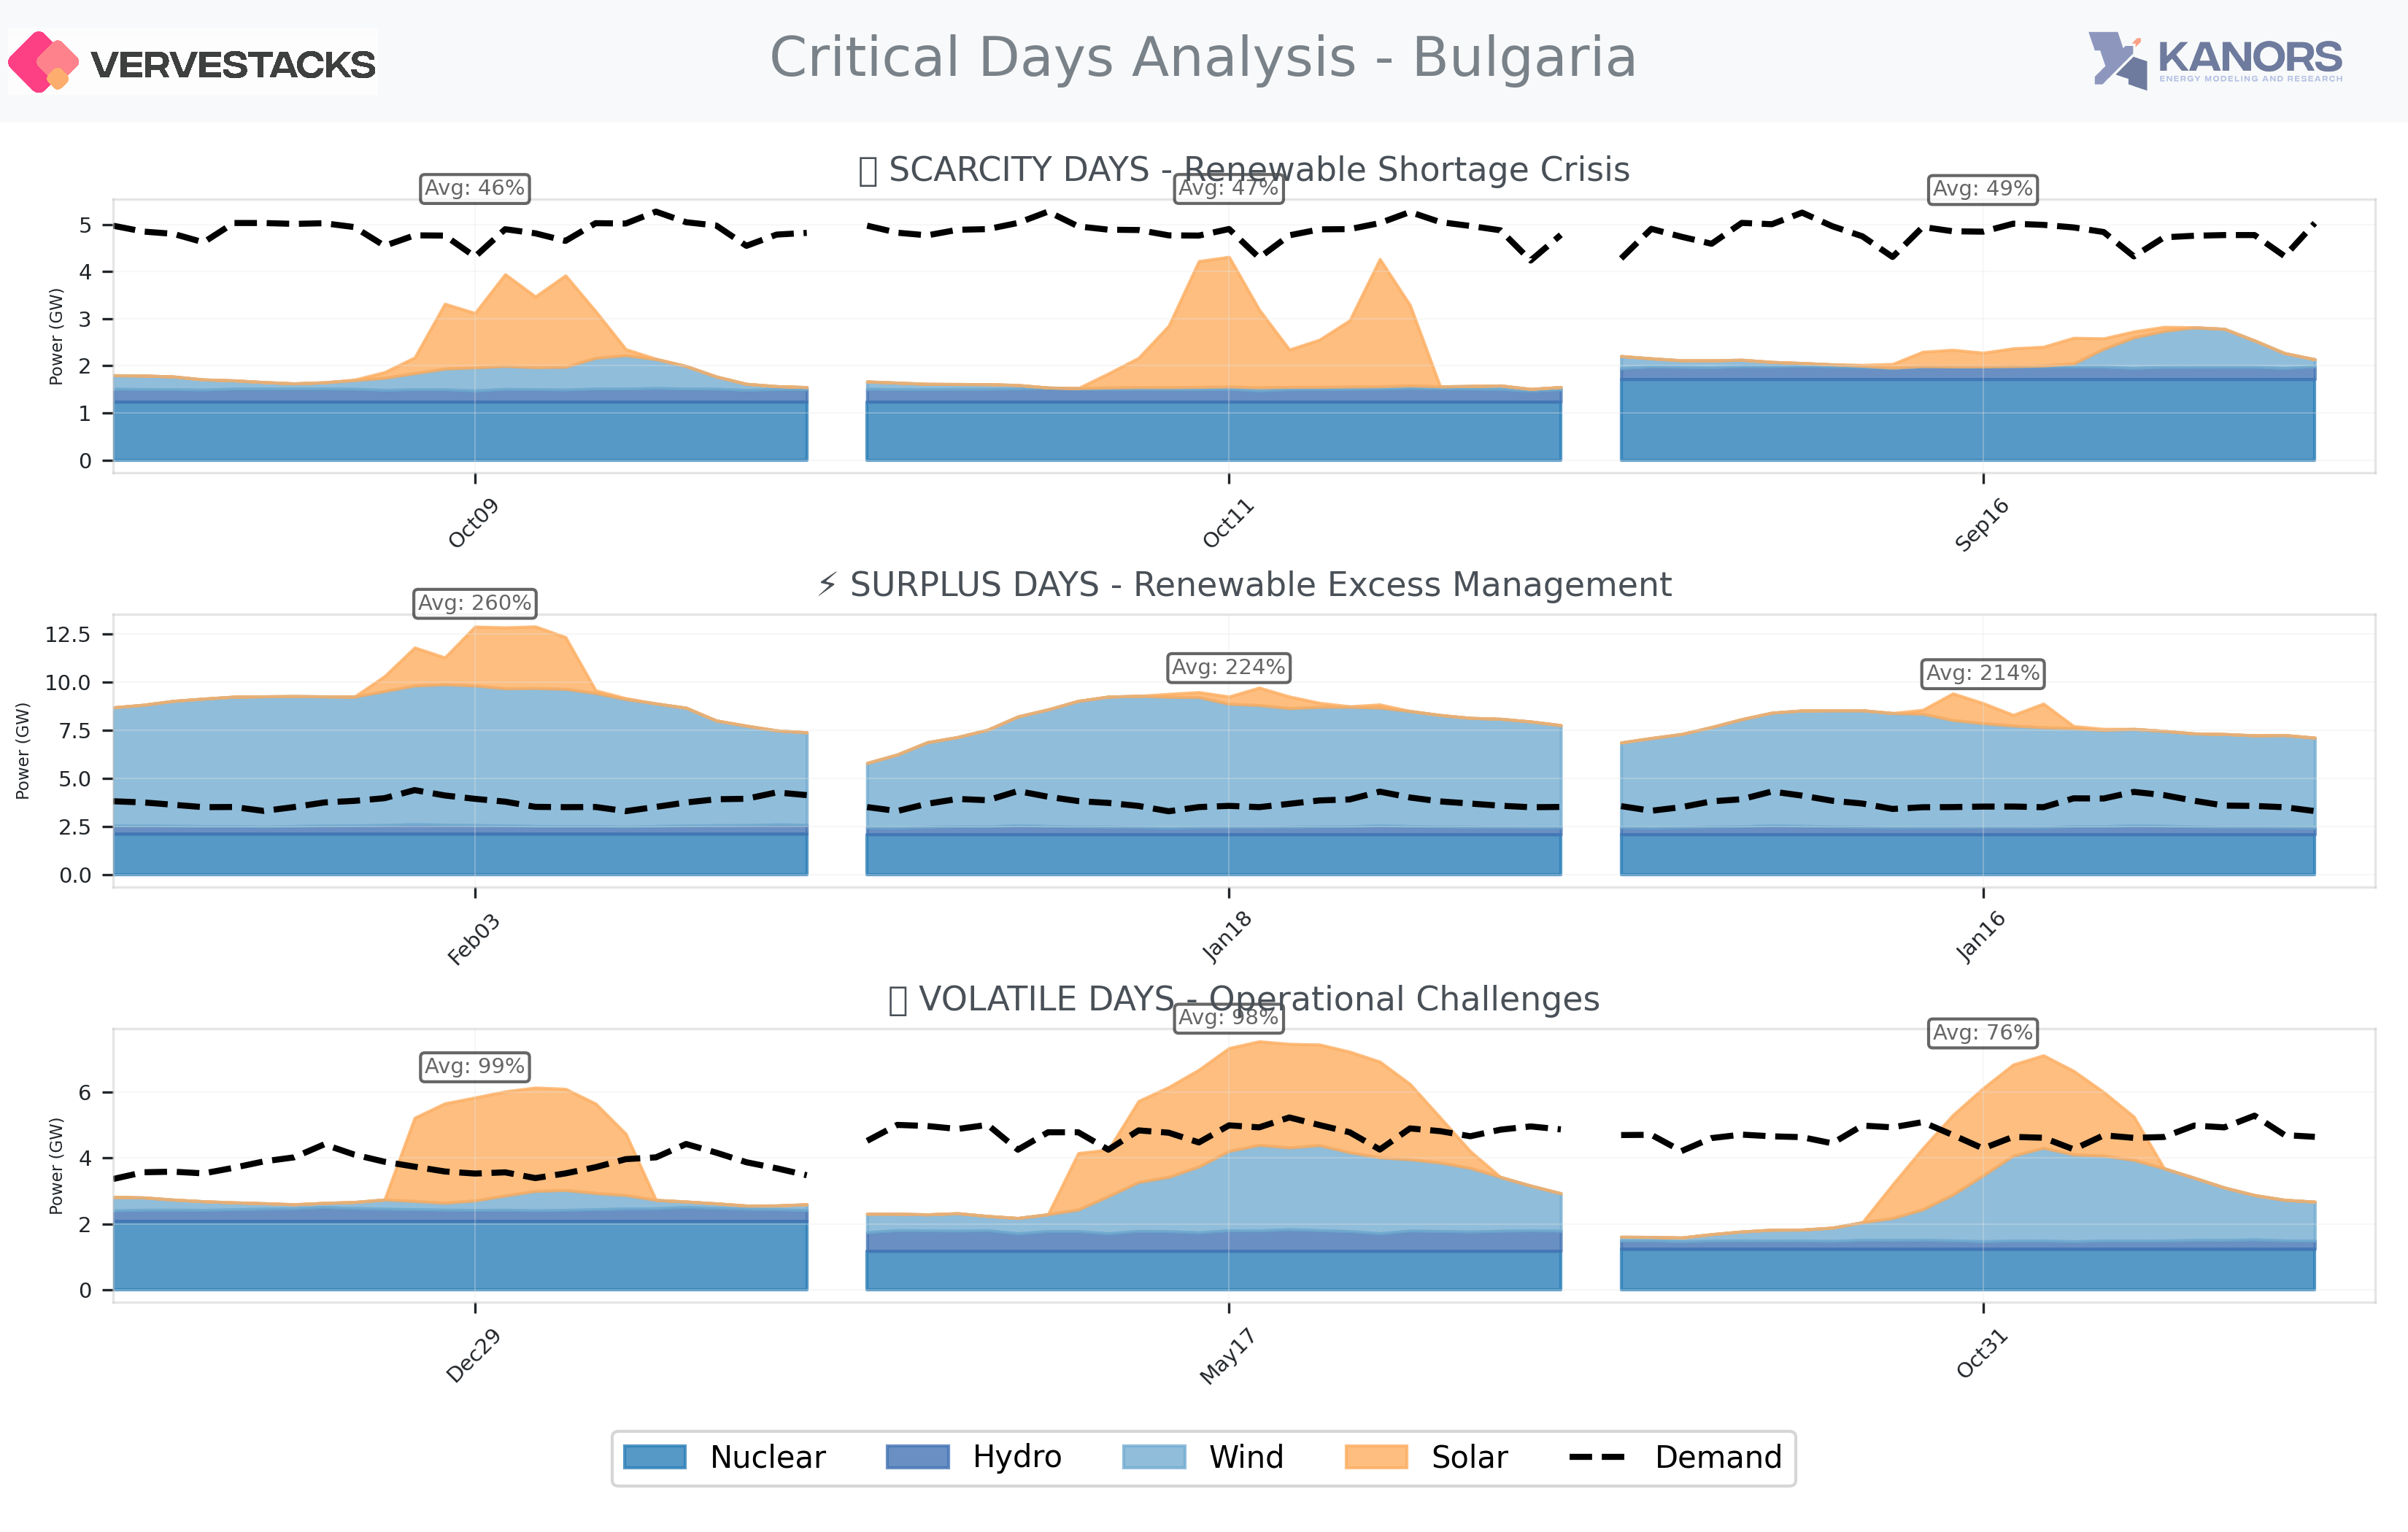 VERVESTACKS
Critical Days Analysis - Bulgaria
KANORS
ENERGY MODELING AND RESEARCH
SCARCITY DAYS - Renewable Shortage Crisis
Avg: 46%
Avg: 47%
Avg: 49%
Power (GW)
5
4
3
2
1
0
Oct09
Oct11
Sep16
⚡ SURPLUS DAYS - Renewable Excess Management
Avg: 260%
Avg: 224%
Avg: 214%
Power (GW)
12.5
10.0
7.5
5.0
2.5
0.0
Feb03
Jan18
Jan16
VOLATILE DAYS - Operational Challenges
Avg: 99%
Avg: 98%
Avg: 76%
Power (GW)
6
4
2
0
Dec29
May17
Oct31
Nuclear
Hydro
Wind
Solar
Demand